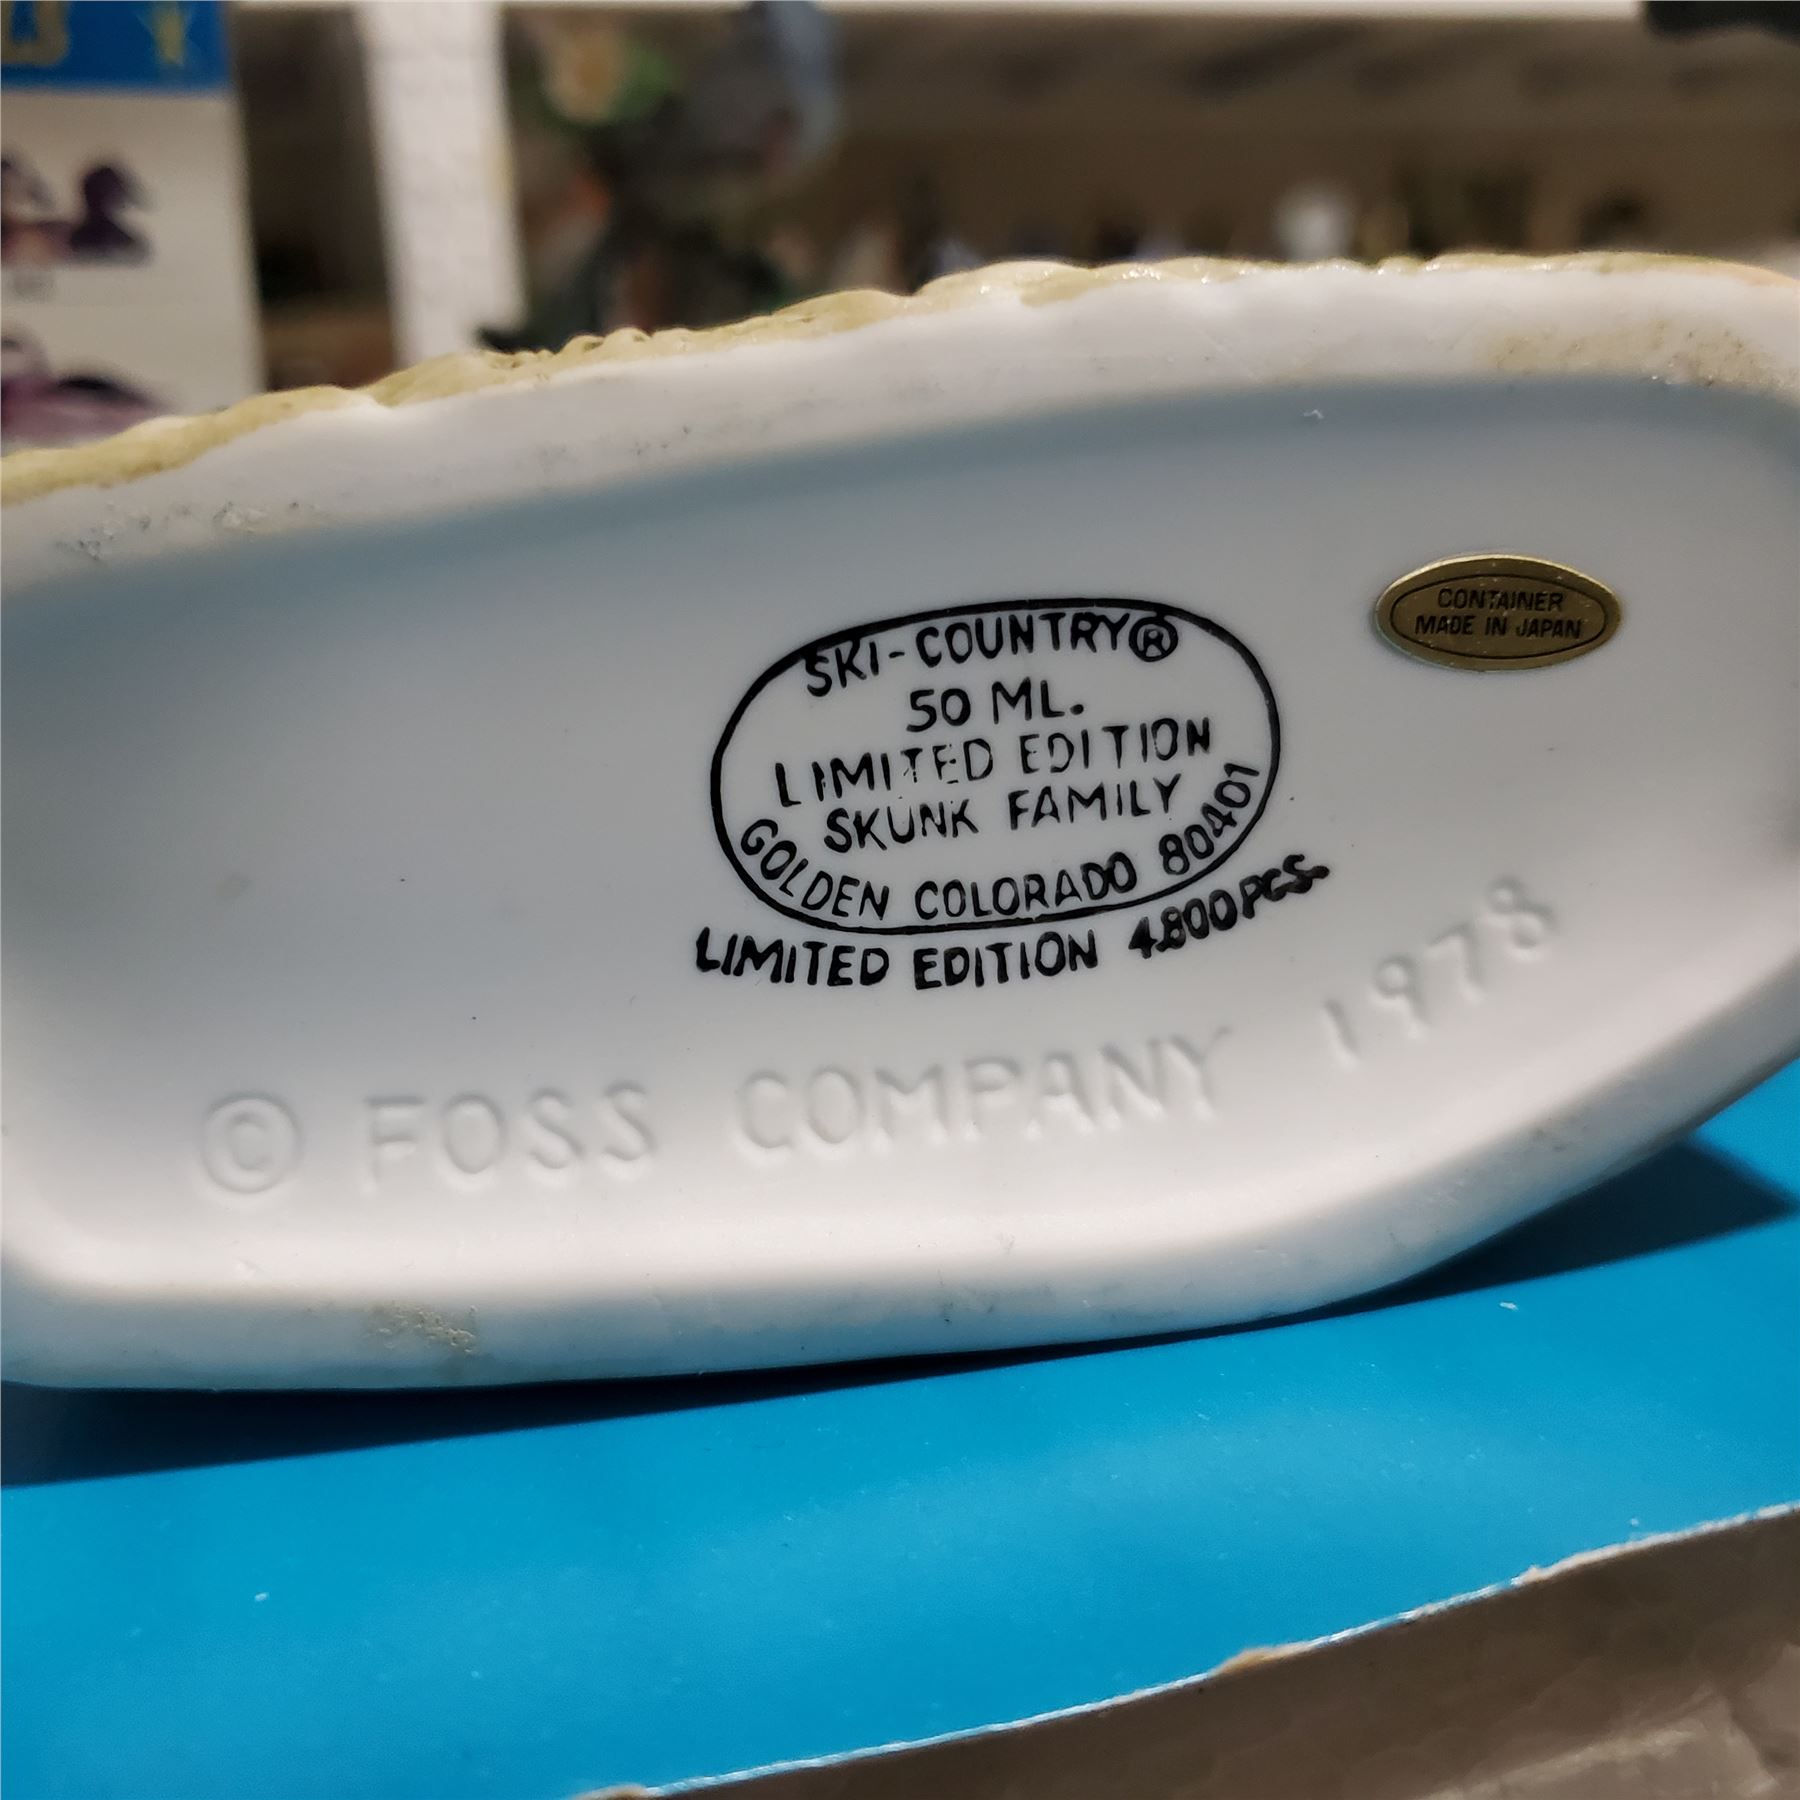 SKI-COUNTRY®
50 ML.
LIMITED EDITION
SKUNK FAMILY
GOLDEN COLORADO 80401
LIMITED EDITION 4800 PCS.
CONTAINER
MADE IN JAPAN
© FOSS COMPANY 1978